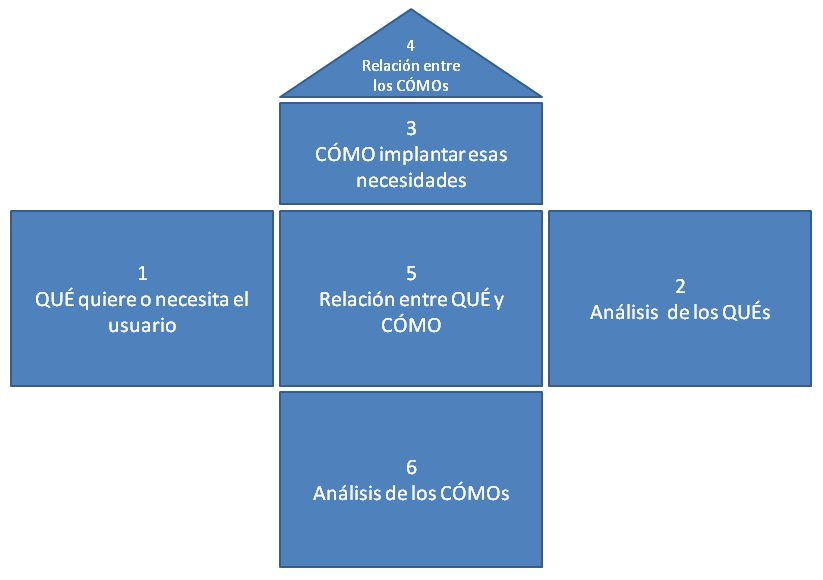 4
Relación entre
los CÓMOs
3
CÓMO implantar esas
necesidades
1
QUÉ quiere o necesita el
usuario
5
Relación entre QUÉ y
CÓMO
2
Análisis de los QUÉs
6
Análisis de los CÓMOs